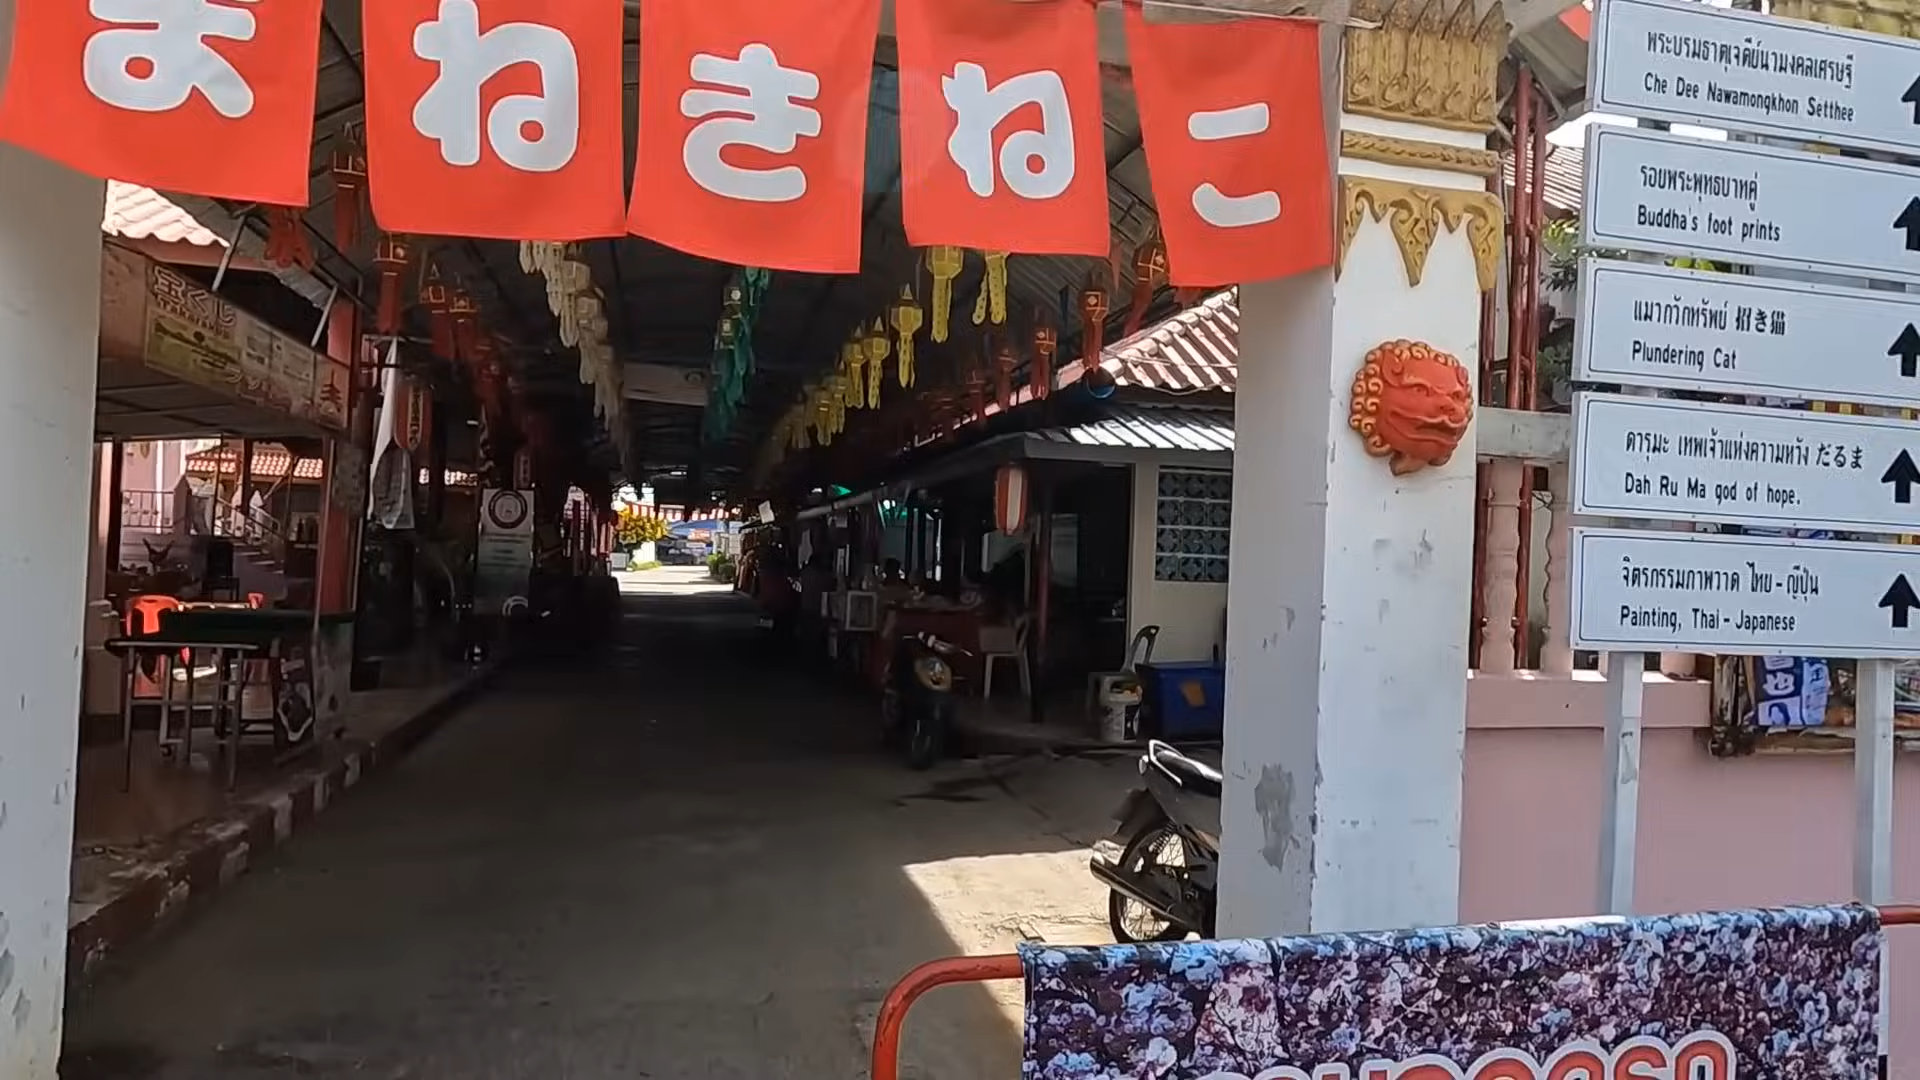 まねきねこ
宝くじ
Takarakuji
พระบรมธาตุเจดีย์นามงคลเศรษฐี
Che Dee Nawamongkhon Setthee
รอยพระพุทธบาทคู่
Buddha's foot prints
แมวกวักทรัพย์ 招き猫
Plundering Cat
ดารุมะ เทพเจ้าแห่งความหวัง だるま
Dah Ru Ma god of hope.
จิตรกรรมภาพวาด ไทย - ญี่ปุ่น
Painting, Thai - Japanese